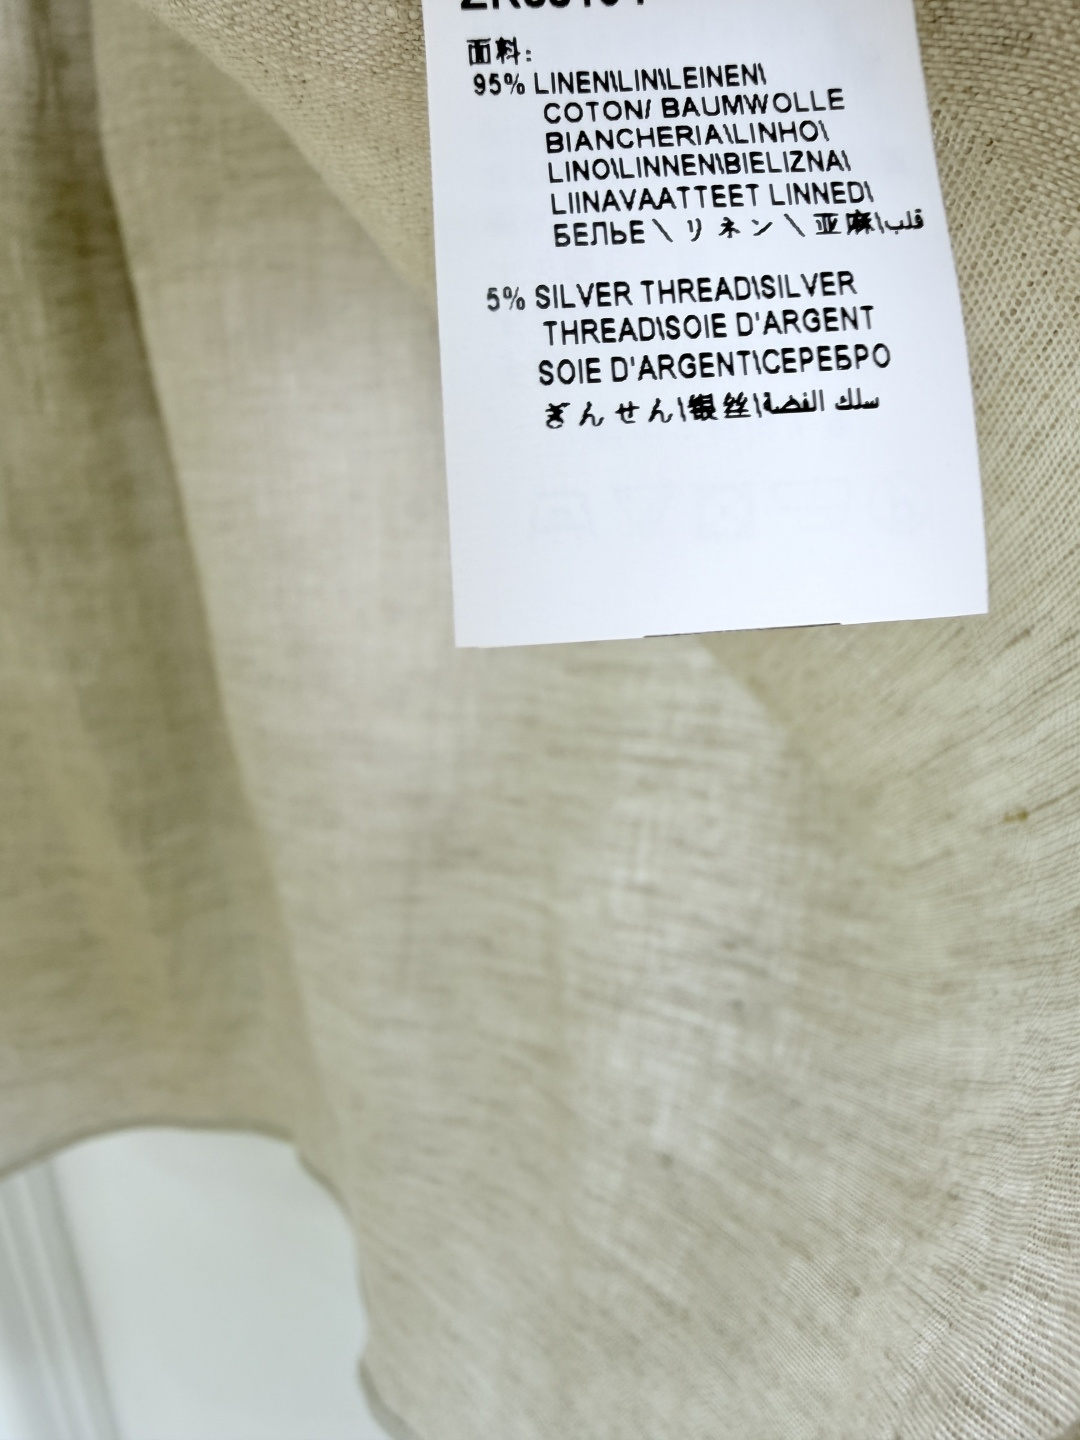 面料:
95% LINEN\LIN\LEINEN\
COTON/ BAUMWOLLE
BIANCHERIA\LINHO\
LINO\LINNEN\BIELIZNA\
LIINAVAATTEET LINNED\
БЕЛЬЕ \ リネン \ 亚麻\قلب
5% SILVER THREAD\SILVER
THREAD\SOIE D'ARGENT
SOIE D'ARGENT\СЕРЕБРО
ぎんせん\银丝\سلك الفضة